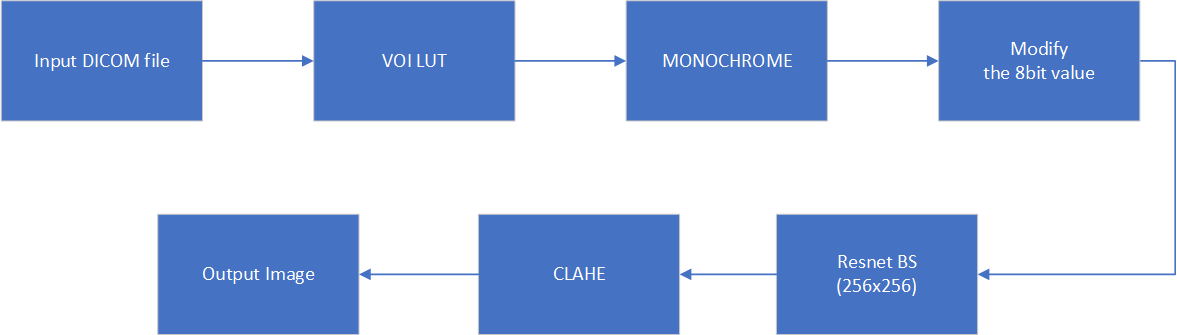 Input DICOM file
VOI LUT
MONOCHROME
Modify
the 8bit value
Resnet BS
(256x256)
CLAHE
Output Image